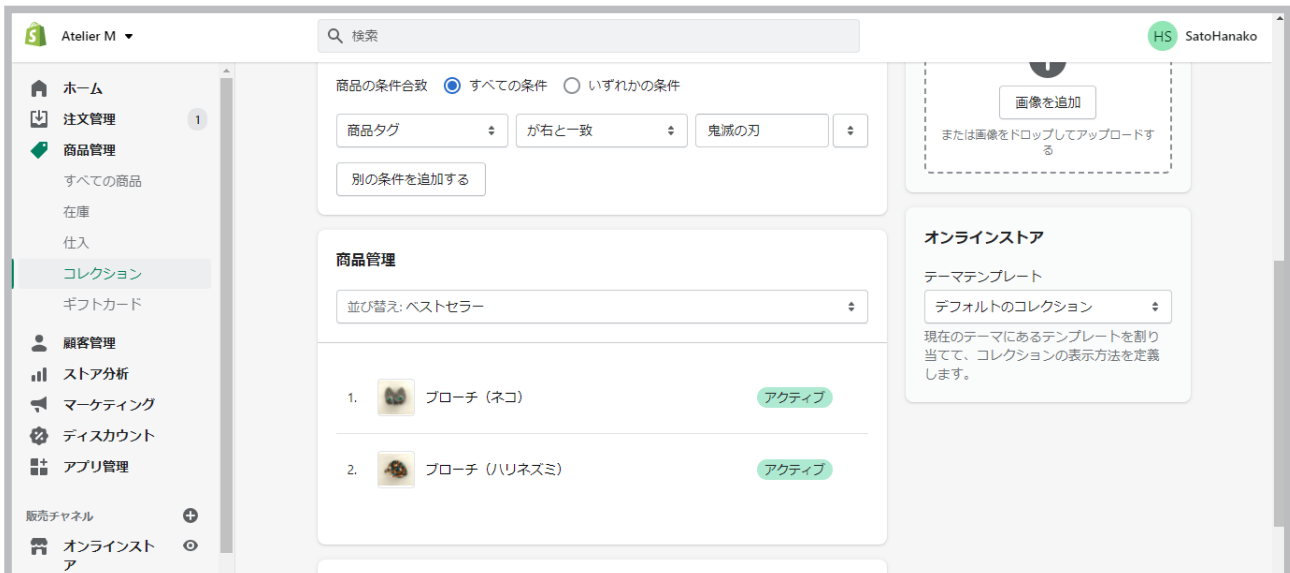 Atelier M
検索
HS SatoHanako
ホーム
注文管理 1
商品管理
すべての商品
在庫
仕入
コレクション
ギフトカード
顧客管理
ストア分析
マーケティング
ディスカウント
アプリ管理
販売チャネル
オンラインスト
ア
商品の条件合致 すべての条件 いずれかの条件
商品タグ が右と一致 鬼滅の刃
別の条件を追加する
商品管理
並び替え: ベストセラー
1. ブローチ（ネコ） アクティブ
2. ブローチ（ハリネズミ） アクティブ
画像を追加
または画像をドロップしてアップロードす
る
オンラインストア
テーマテンプレート
デフォルトのコレクション
現在のテーマにあるテンプレートを割り
当てて、コレクションの表示方法を定義
します。